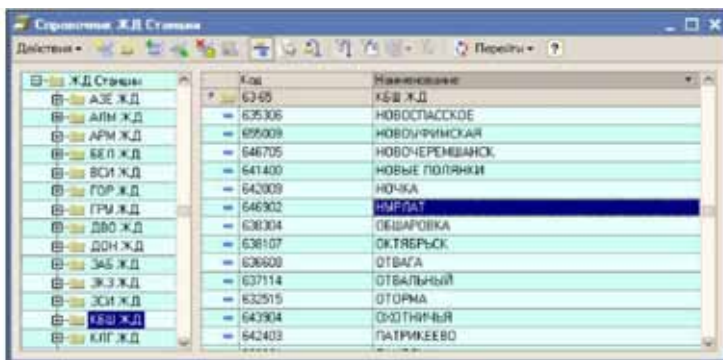 Справочник ЖД Станции
Действия Перейти ?
ЖД Станции
АЗЕ ЖД
АЛМ ЖД
АРМ ЖД
БЕЛ ЖД
ВСИ ЖД
ГОР ЖД
ГРУ ЖД
ДВО ЖД
ДОН ЖД
ЗАБ ЖД
ЗКЗ ЖД
ЗСИ ЖД
КБШ ЖД
КЛГ ЖД
Код Наименование
63-65 КБШ ЖД
635306 НОВОСПАССКОЕ
655009 НОВОУФИМСКАЯ
646705 НОВОЧЕРЕМШАНСК
641400 НОВЫЕ ПОЛЯНКИ
642009 НОЧКА
646902 НУРЛАТ
638304 ОБШАРОВКА
638107 ОКТЯБРЬСК
636608 ОТВАГА
637114 ОТВАЛЬНЫЙ
632515 ОТОРМА
643904 ОХОТНИЧЬЯ
642403 ПАТРИКЕЕВО